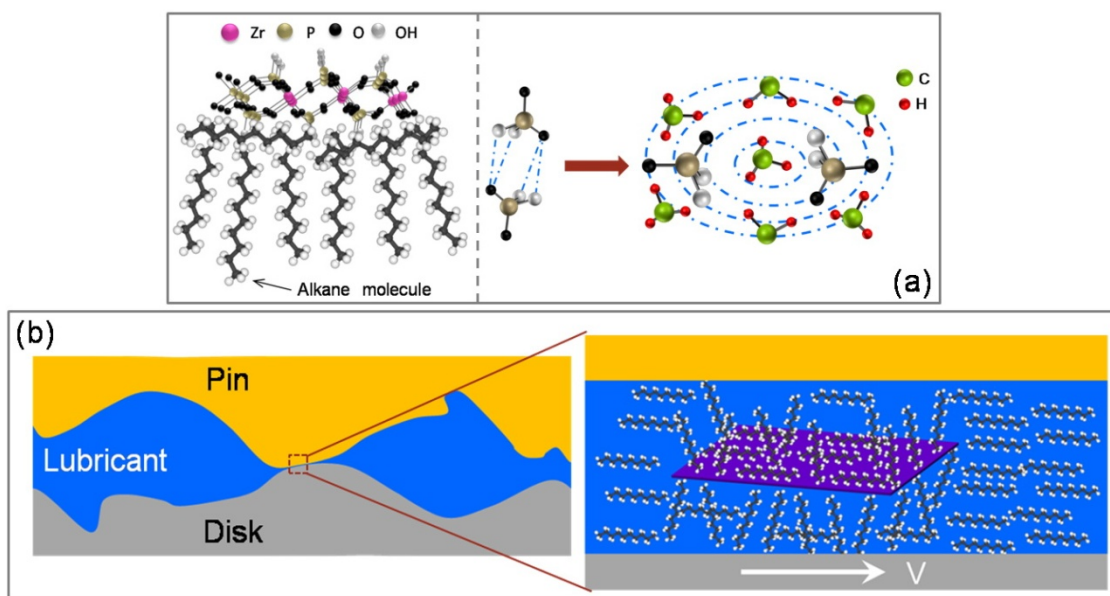 Zr P O OH
Alkane molecule
C
H
(a)
(b)
Pin
Lubricant
Disk
V